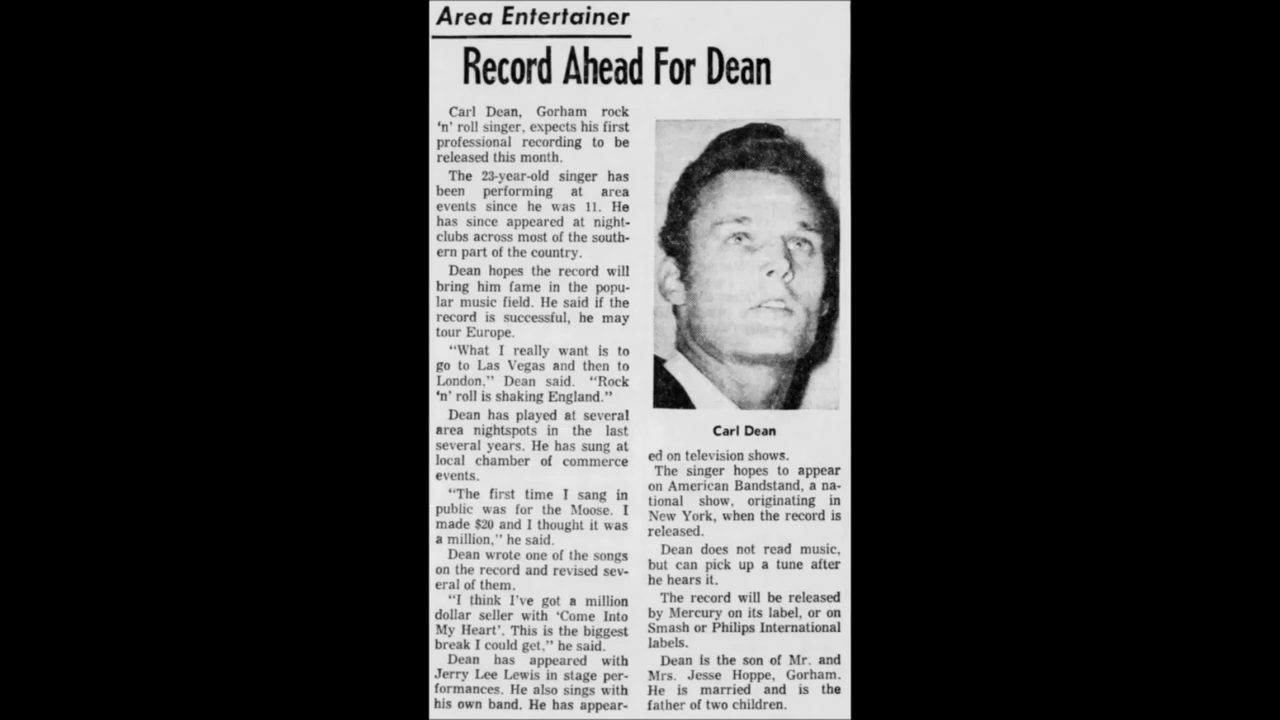 Area Entertainer
Record Ahead For Dean
Carl Dean, Gorham rock
'n' roll singer, expects his first
professional recording to be
released this month.
The 23-year-old singer has
been performing at area
events since he was 11. He
has since appeared at night-
clubs across most of the south-
ern part of the country.
Dean hopes the record will
bring him fame in the popu-
lar music field. He said if the
record is successful, he may
tour Europe.
"What I really want is to
go to Las Vegas and then to
London," Dean said. "Rock
'n' roll is shaking England."
Dean has played at several
area nightspots in the last
several years. He has sung at
local chamber of commerce
events.
"The first time I sang in
public was for the Moose. I
made $20 and I thought it was
a million," he said.
Dean wrote one of the songs
on the record and revised sev-
eral of them.
"I think I've got a million
dollar seller with 'Come Into
My Heart'. This is the biggest
break I could get," he said.
Dean has appeared with
Jerry Lee Lewis in stage per-
formances. He also sings with
his own band. He has appear-
Carl Dean
ed on television shows.
The singer hopes to appear
on American Bandstand, a na-
tional show, originating in
New York, when the record is
released.
Dean does not read music,
but can pick up a tune after
he hears it.
The record will be released
by Mercury on its label, or on
Smash or Philips International
labels.
Dean is the son of Mr. and
Mrs. Jesse Hoppe, Gorham.
He is married and is the
father of two children.